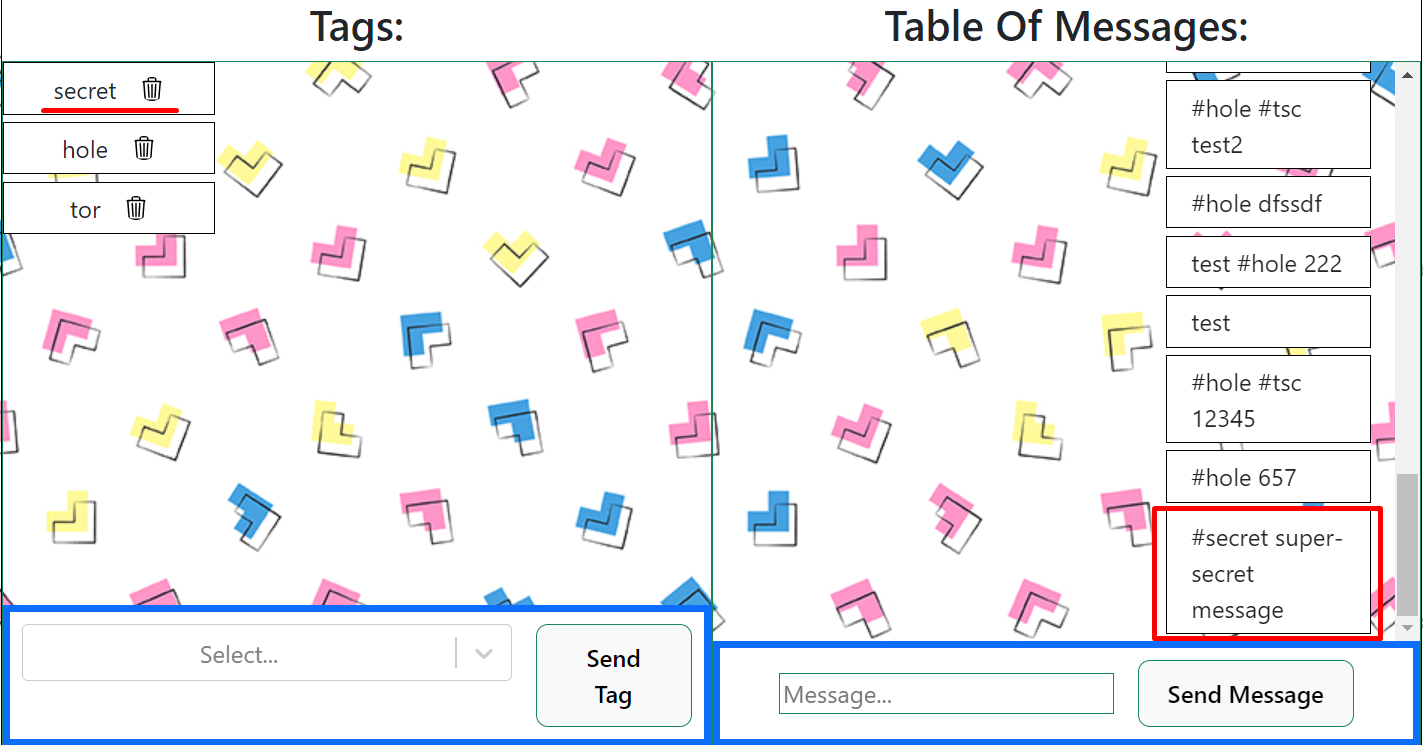 Tags:
secret
hole
tor
Select...
Send
Tag
Table Of Messages:
#hole #tsc
test2
#hole dfssdf
test #hole 222
test
#hole #tsc
12345
#hole 657
#secret super-
secret
message
Message...
Send Message